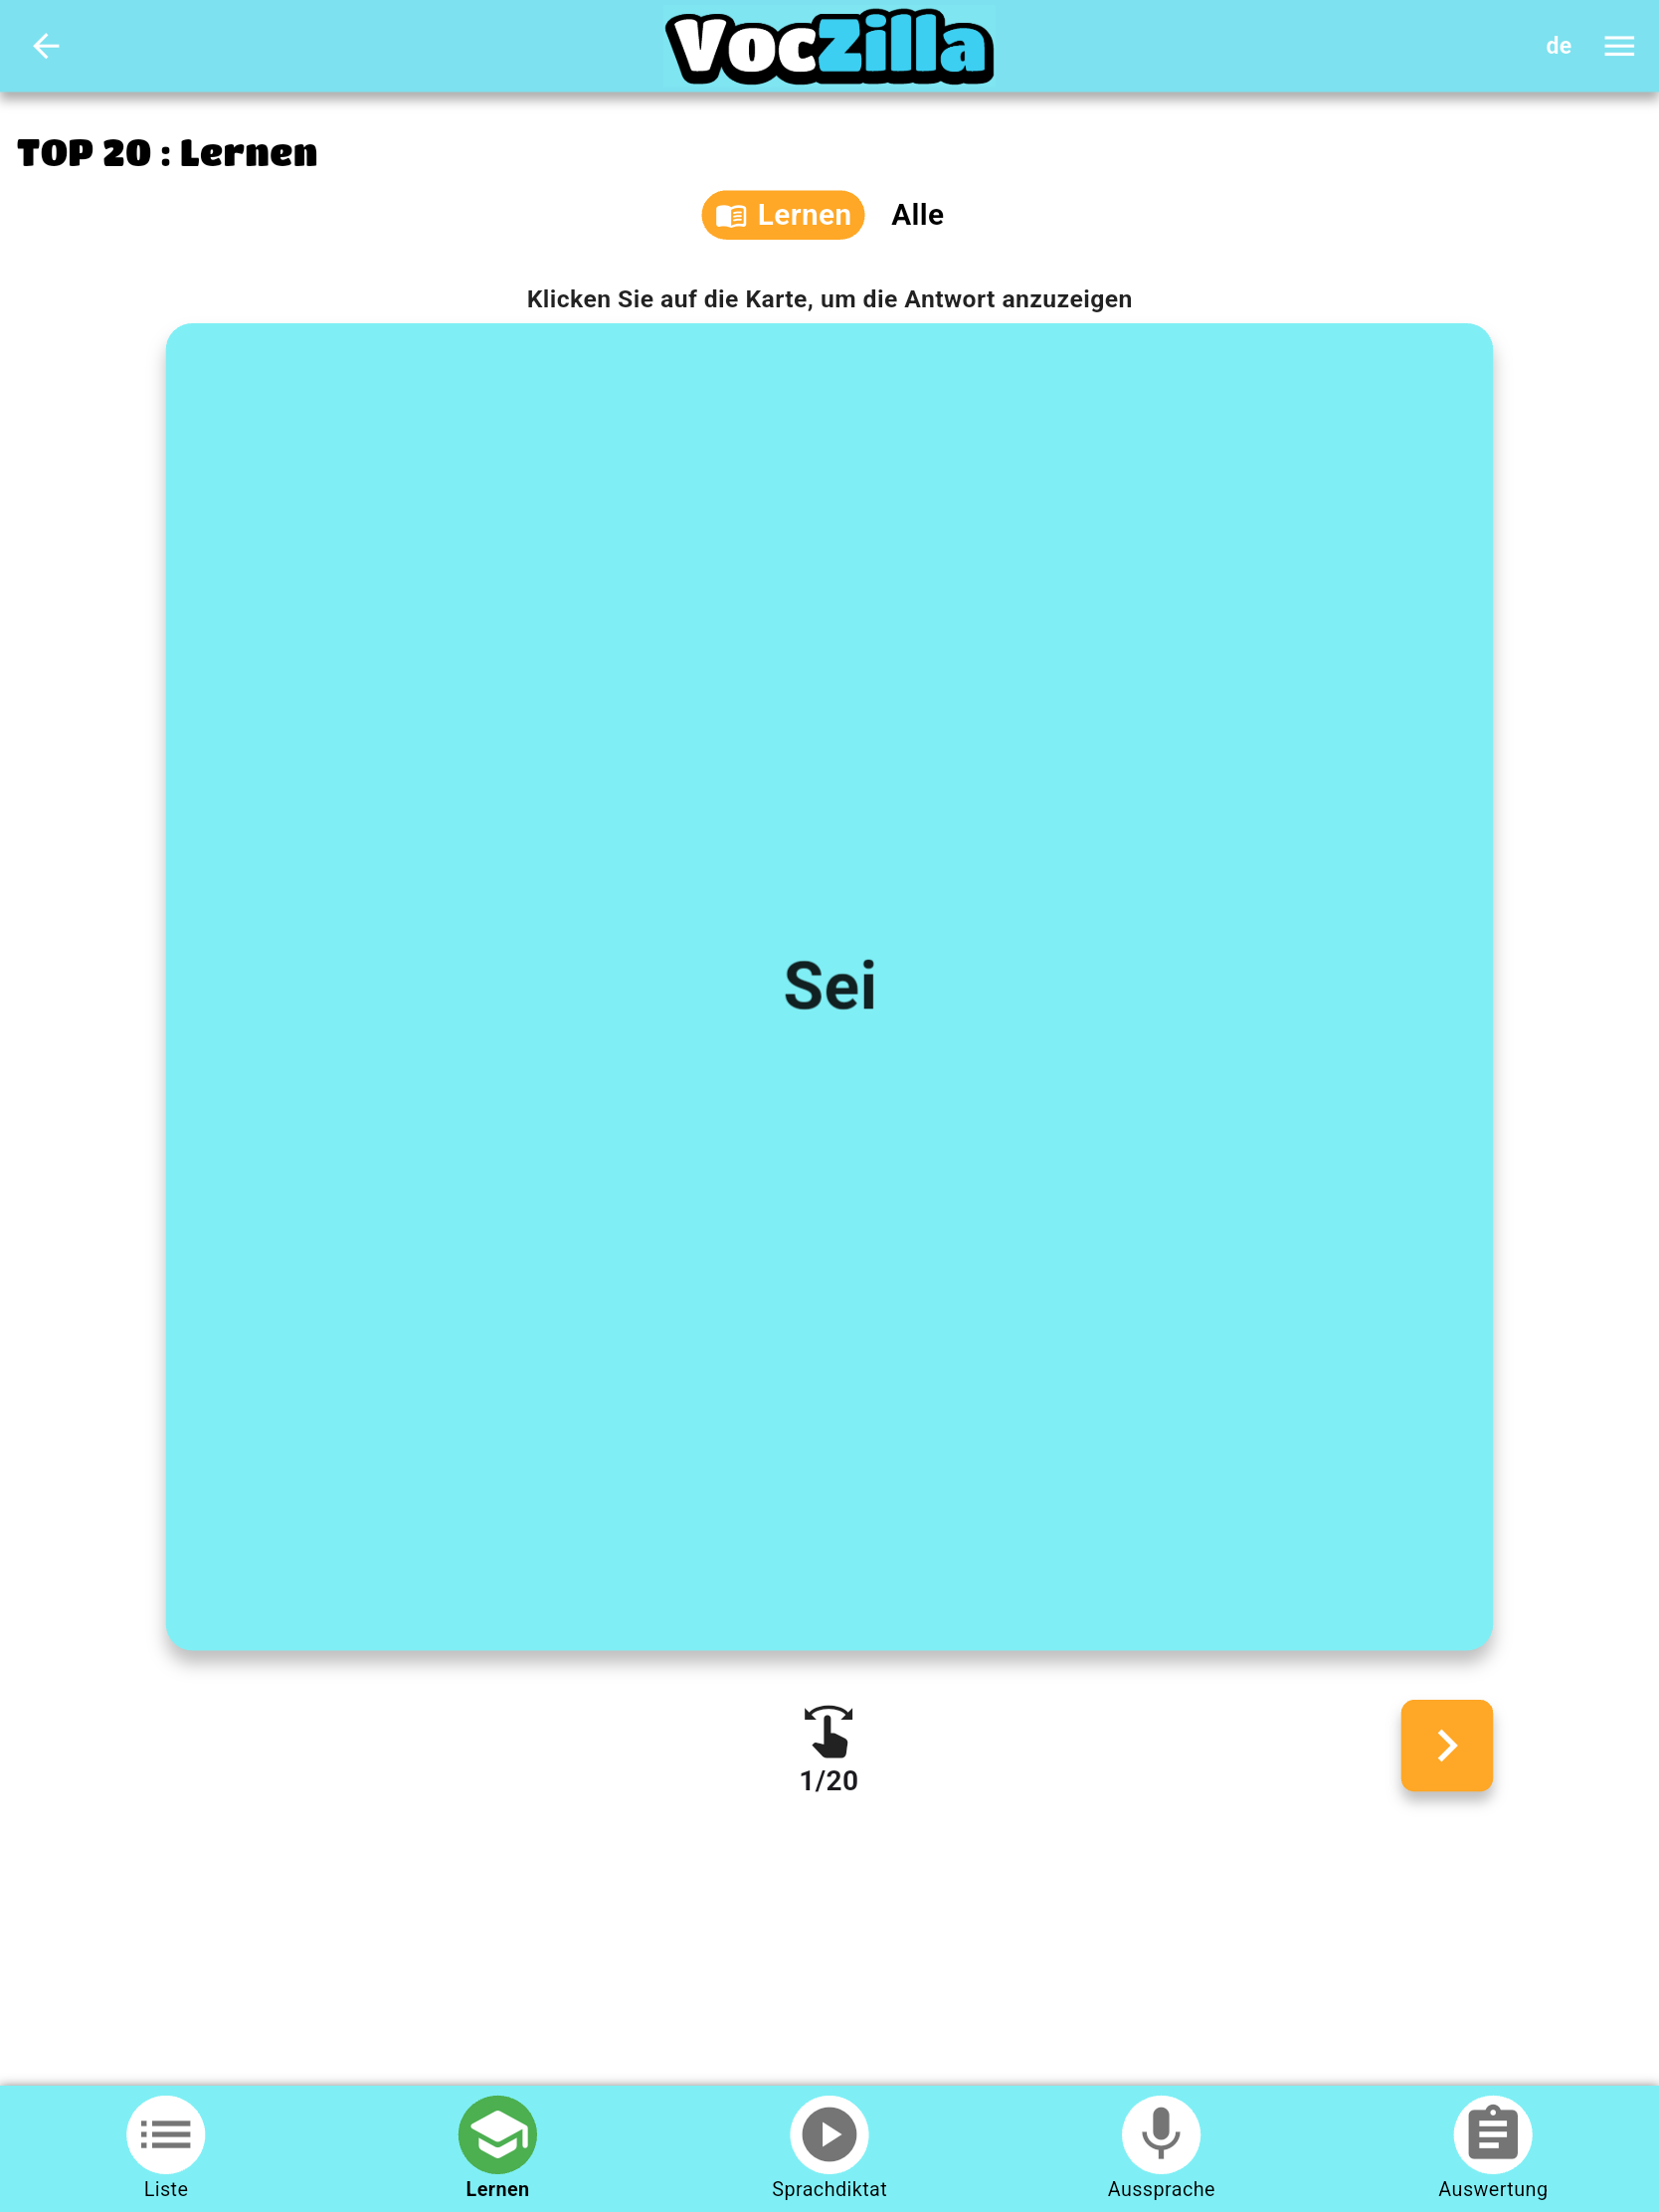 VocZilla
de
TOP 20 : Lernen
Lernen Alle
Klicken Sie auf die Karte, um die Antwort anzuzeigen
Sei
1/20
Liste Lernen Sprachdiktat Aussprache Auswertung